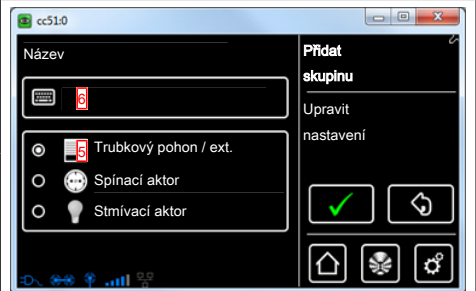 cc51:0
Název
Přidat
skupinu
6
Upravit
nastavení
5 Trubkový pohon / ext.
Spínací aktor
Stmívací aktor